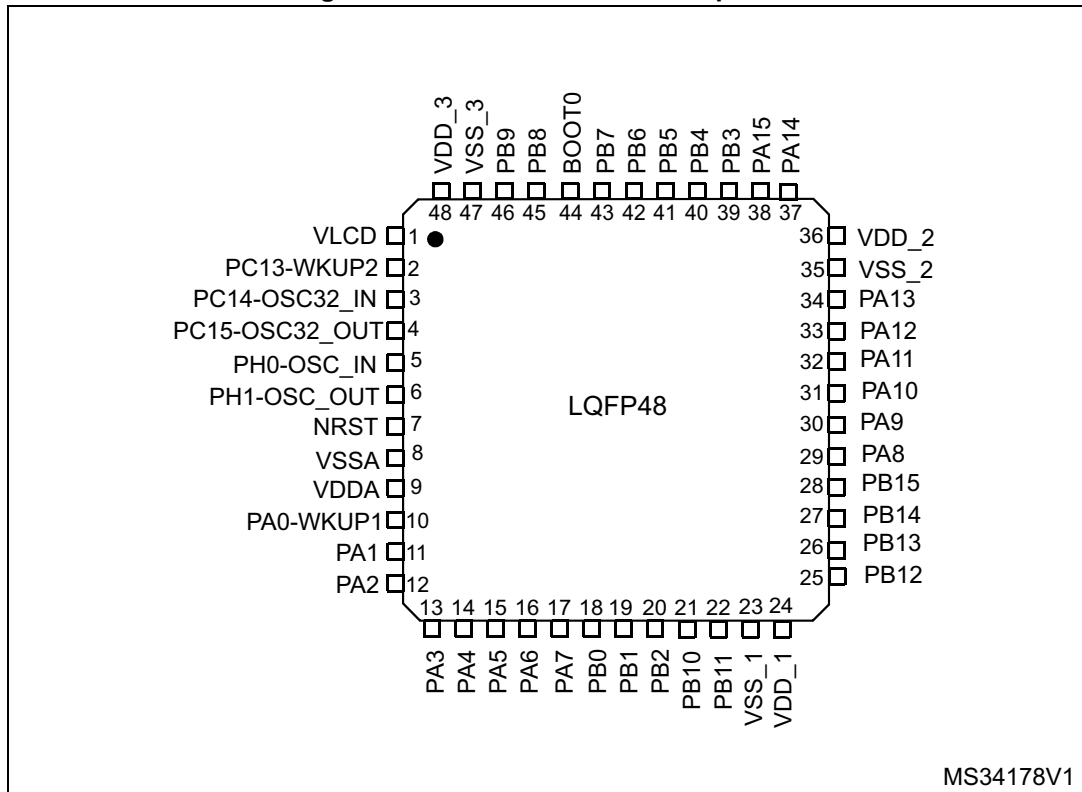 VDD_3
VSS_3
PB9
PB8
BOOT0
PB7
PB6
PB5
PB4
PB3
PA15
PA14
48 47 46 45 44 43 42 41 40 39 38 37
VLCD 1
PC13-WKUP2 2
PC14-OSC32_IN 3
PC15-OSC32_OUT 4
PH0-OSC_IN 5
PH1-OSC_OUT 6
NRST 7
VSSA 8
VDDA 9
PA0-WKUP1 10
PA1 11
PA2 12
LQFP48
36 VDD_2
35 VSS_2
34 PA13
33 PA12
32 PA11
31 PA10
30 PA9
29 PA8
28 PB15
27 PB14
26 PB13
25 PB12
13 14 15 16 17 18 19 20 21 22 23 24
PA3
PA4
PA5
PA6
PA7
PB0
PB1
PB2
PB10
PB11
VSS_1
VDD_1
MS34178V1